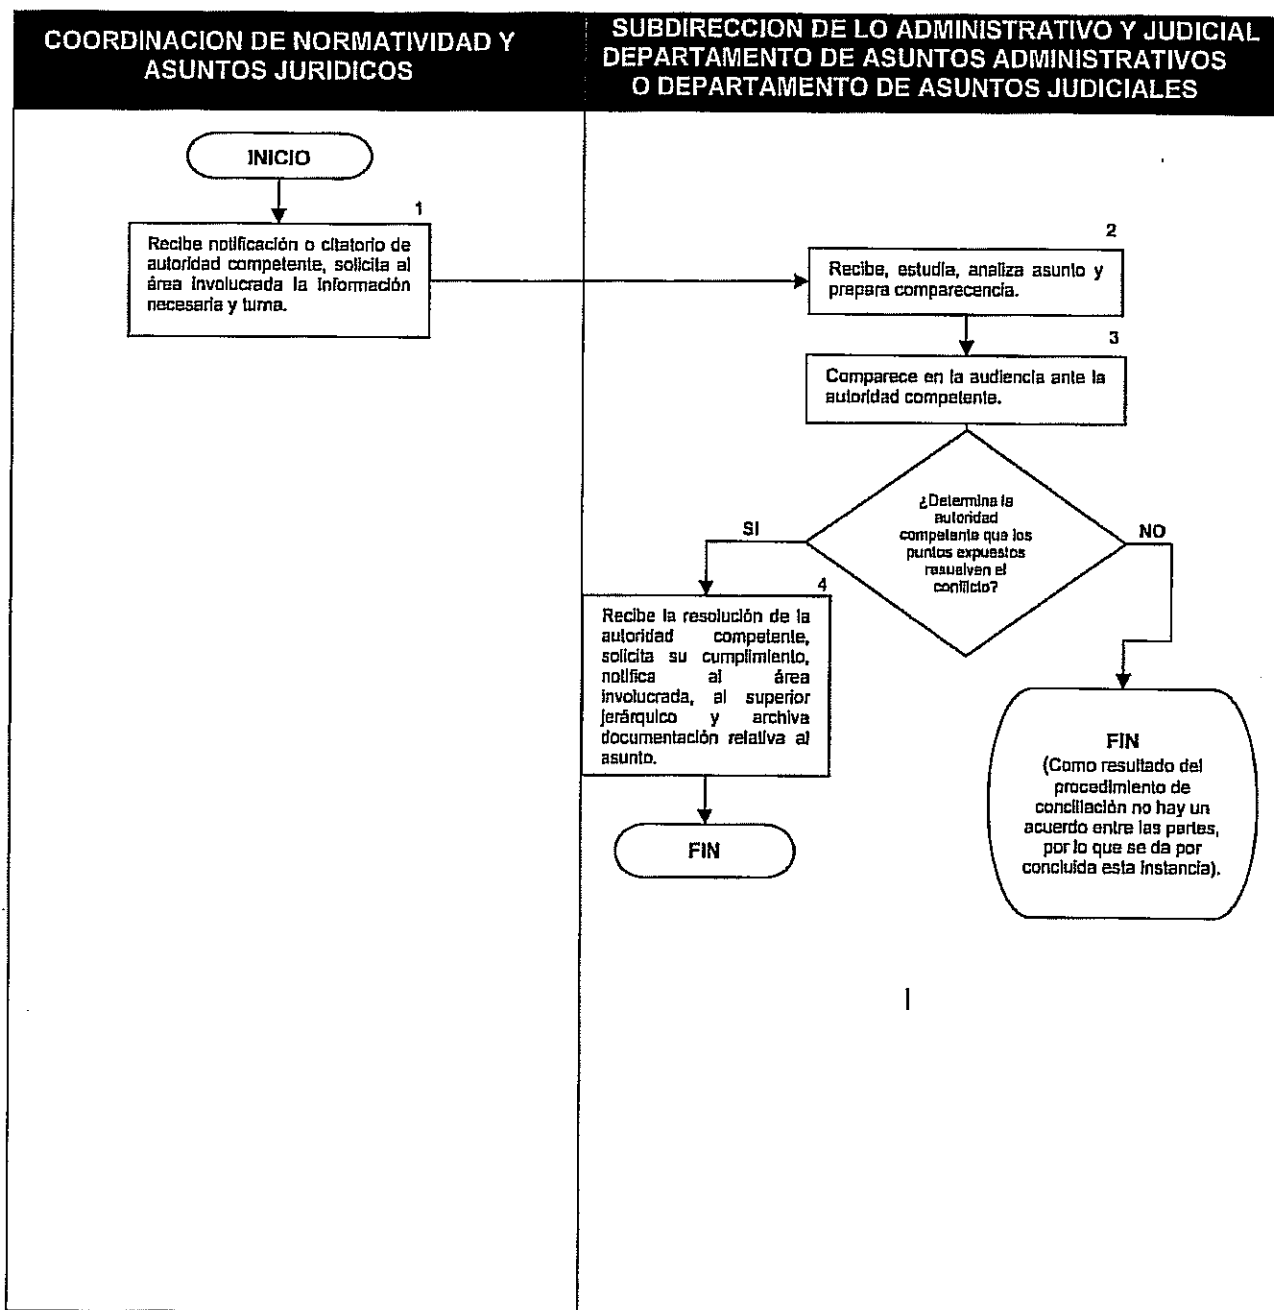 COORDINACION DE NORMATIVIDAD Y
ASUNTOS JURIDICOS
SUBDIRECCION DE LO ADMINISTRATIVO Y JUDICIAL
DEPARTAMENTO DE ASUNTOS ADMINISTRATIVOS
O DEPARTAMENTO DE ASUNTOS JUDICIALES
INICIO
1
Recibe notificación o citatorio de
autoridad competente, solicita al
área involucrada la información
necesaria y turna.
2
Recibe, estudia, analiza asunto y
prepara comparecencia.
3
Comparece en la audiencia ante la
autoridad competente.
¿Determina la
autoridad
competente que los
puntos expuestos
resuelven el
conflicto?
SI
NO
4
Recibe la resolución de la
autoridad competente,
solicita su cumplimiento,
notifica al área
involucrada, al superior
jerárquico y archiva
documentación relativa al
asunto.
FIN
FIN
(Como resultado del
procedimiento de
conciliación no hay un
acuerdo entre las partes,
por lo que se da por
concluida esta instancia).